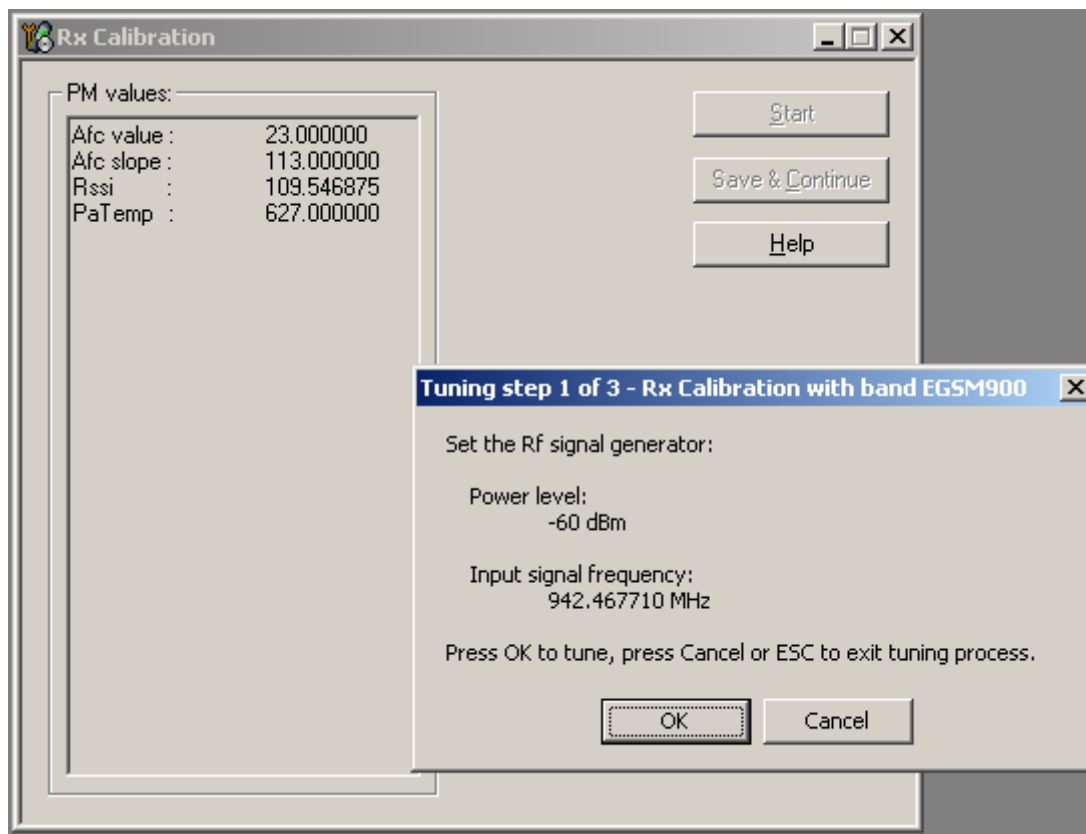 Rx Calibration
PM values:
Afc value : 23.000000
Afc slope : 113.000000
Rssi : 109.546875
PaTemp : 627.000000
Start
Save & Continue
Help
Tuning step 1 of 3 - Rx Calibration with band EGSM900
Set the Rf signal generator:
Power level:
-60 dBm
Input signal frequency:
942.467710 MHz
Press OK to tune, press Cancel or ESC to exit tuning process.
OK
Cancel